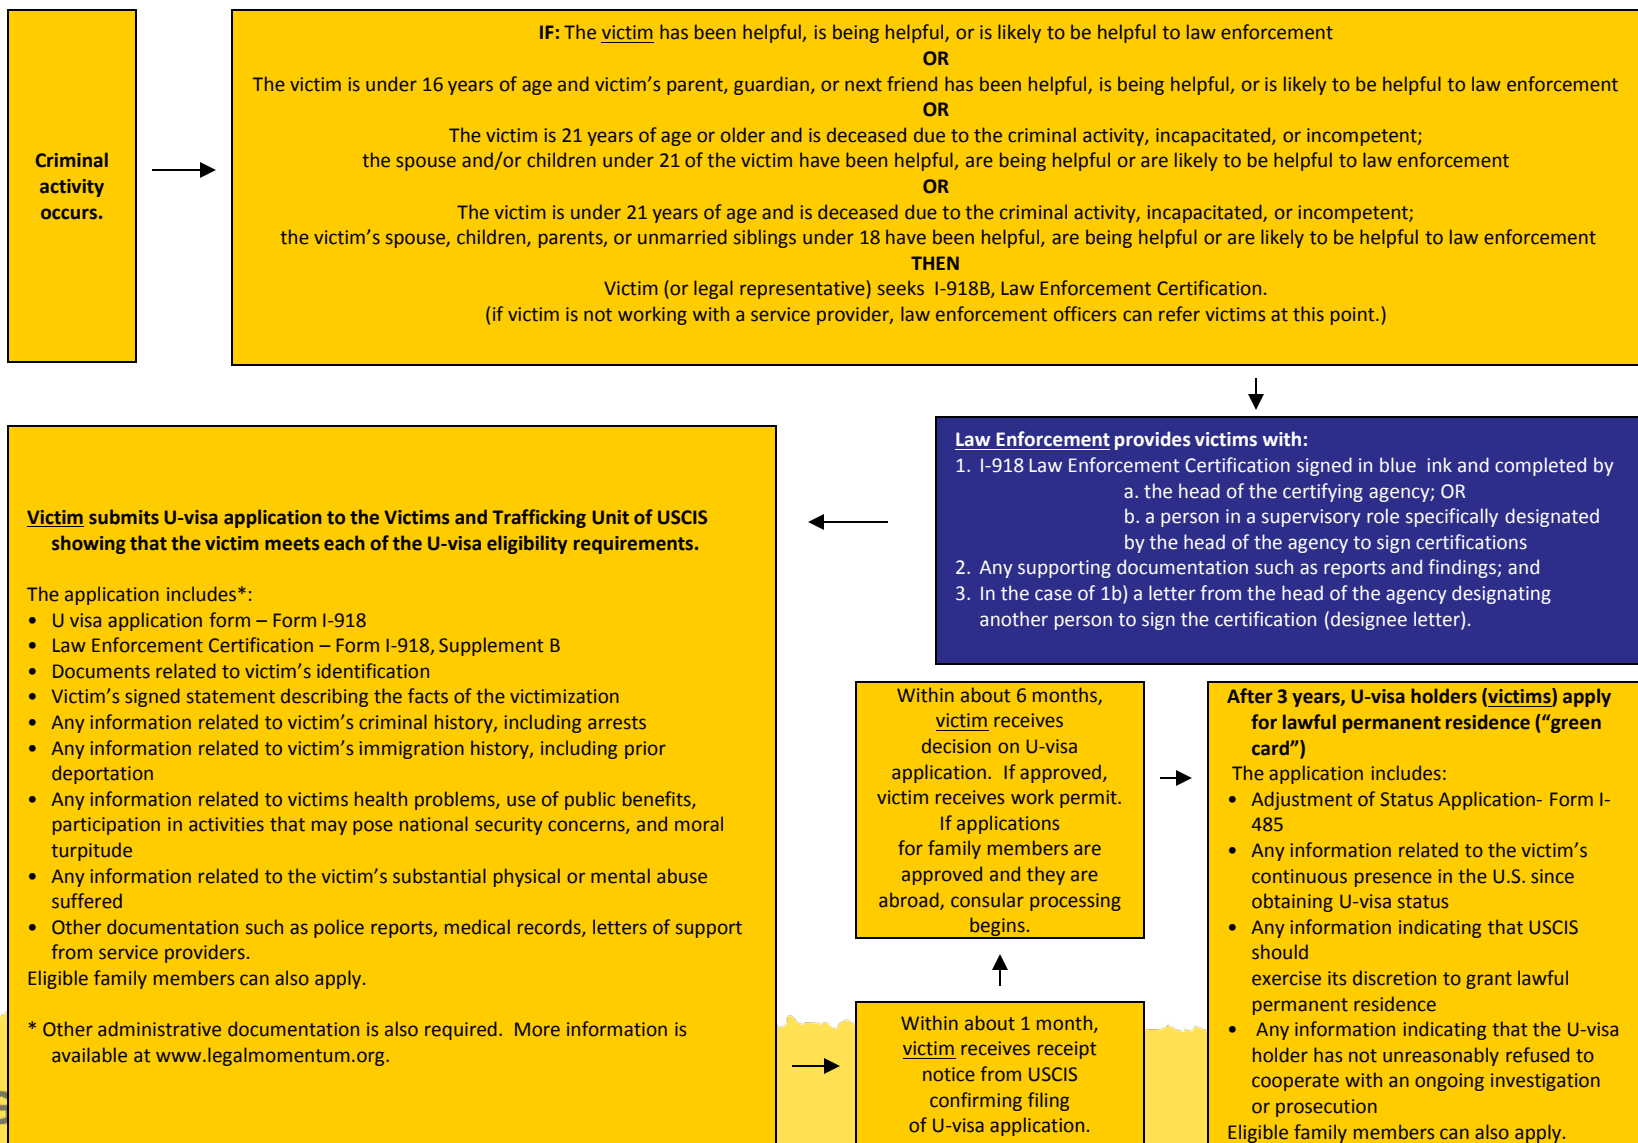 Criminal
activity
occurs.
IF: The victim has been helpful, is being helpful, or is likely to be helpful to law enforcement
OR
The victim is under 16 years of age and victim’s parent, guardian, or next friend has been helpful, is being helpful, or is likely to be helpful to law enforcement
OR
The victim is 21 years of age or older and is deceased due to the criminal activity, incapacitated, or incompetent;
the spouse and/or children under 21 of the victim have been helpful, are being helpful or are likely to be helpful to law enforcement
OR
The victim is under 21 years of age and is deceased due to the criminal activity, incapacitated, or incompetent;
the victim’s spouse, children, parents, or unmarried siblings under 18 have been helpful, are being helpful or are likely to be helpful to law enforcement
THEN
Victim (or legal representative) seeks I-918B, Law Enforcement Certification.
(if victim is not working with a service provider, law enforcement officers can refer victims at this point.)
Law Enforcement provides victims with:
1. I-918 Law Enforcement Certification signed in blue ink and completed by
a. the head of the certifying agency; OR
b. a person in a supervisory role specifically designated
by the head of the agency to sign certifications
2. Any supporting documentation such as reports and findings; and
3. In the case of 1b) a letter from the head of the agency designating
another person to sign the certification (designee letter).
Victim submits U-visa application to the Victims and Trafficking Unit of USCIS
showing that the victim meets each of the U-visa eligibility requirements.
The application includes*:
• U visa application form – Form I-918
• Law Enforcement Certification – Form I-918, Supplement B
• Documents related to victim’s identification
• Victim’s signed statement describing the facts of the victimization
• Any information related to victim’s criminal history, including arrests
• Any information related to victim’s immigration history, including prior
deportation
• Any information related to victims health problems, use of public benefits,
participation in activities that may pose national security concerns, and moral
turpitude
• Any information related to the victim’s substantial physical or mental abuse
suffered
• Other documentation such as police reports, medical records, letters of support
from service providers.
Eligible family members can also apply.
* Other administrative documentation is also required. More information is
available at www.legalmomentum.org.
Within about 1 month,
victim receives receipt
notice from USCIS
confirming filing
of U-visa application.
Within about 6 months,
victim receives
decision on U-visa
application. If approved,
victim receives work permit.
If applications
for family members are
approved and they are
abroad, consular processing
begins.
After 3 years, U-visa holders (victims) apply
for lawful permanent residence (“green
card”)
The application includes:
• Adjustment of Status Application- Form I-
485
• Any information related to the victim’s
continuous presence in the U.S. since
obtaining U-visa status
• Any information indicating that USCIS
should
exercise its discretion to grant lawful
permanent residence
• Any information indicating that the U-visa
holder has not unreasonably refused to
cooperate with an ongoing investigation
or prosecution
Eligible family members can also apply.